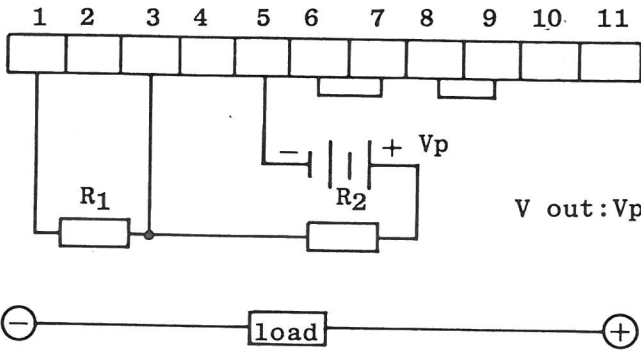 1 2 3 4 5 6 7 8 9 10 11
− + Vp
R1 R2
V out:Vp
− load +